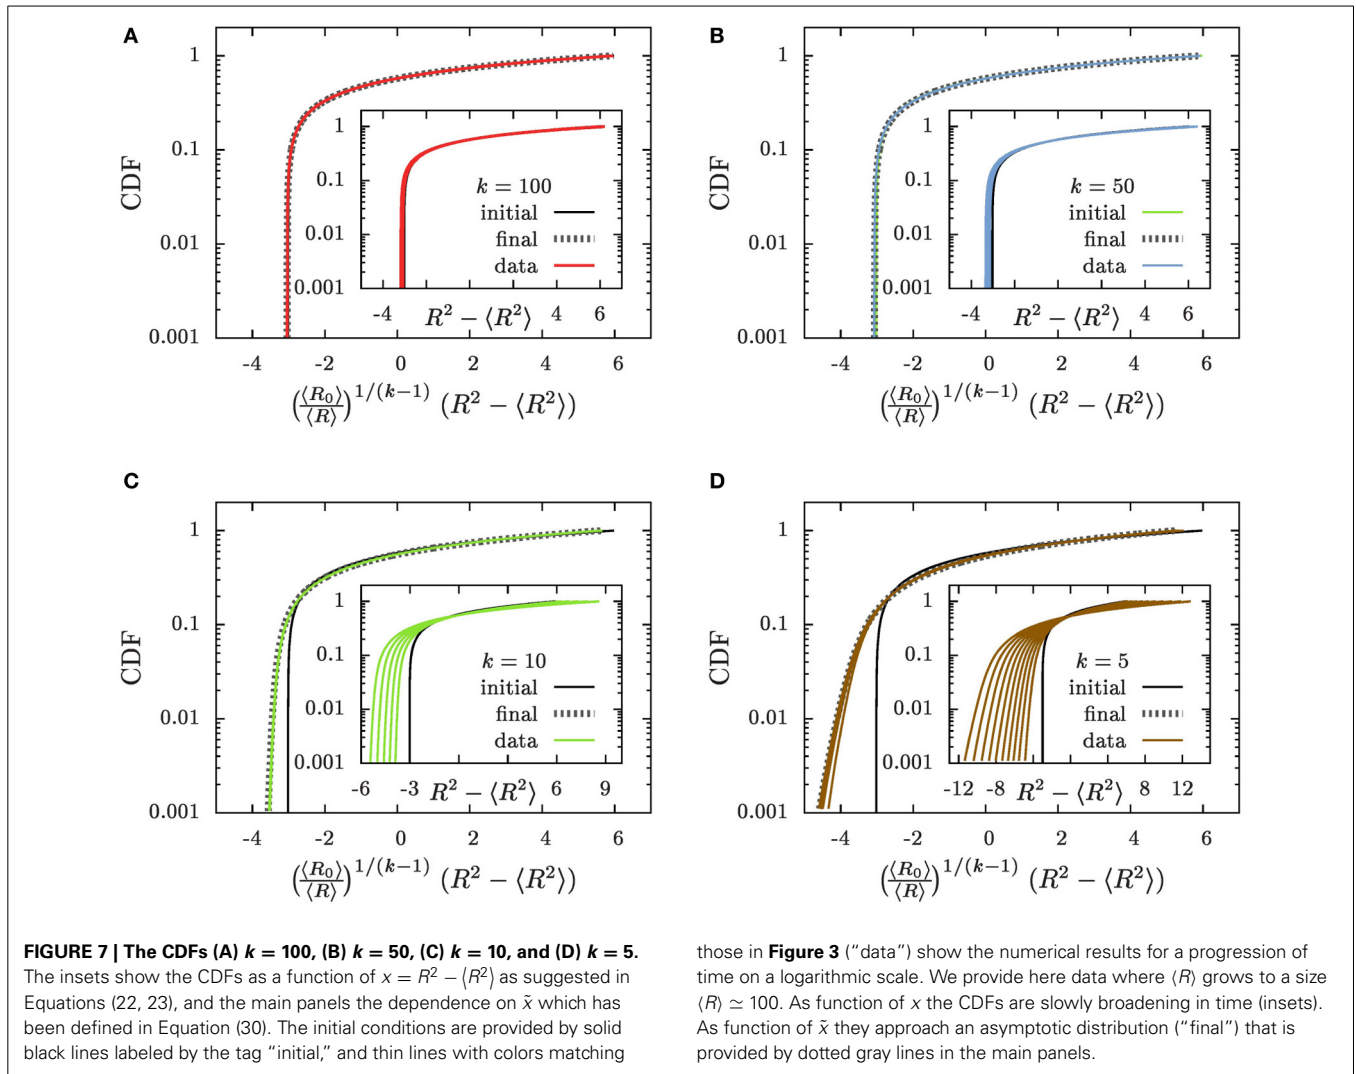 A
B
1
0.1
0.01
0.001
CDF
-4 -2 0 2 4 6
(⟨R₀⟩/⟨R⟩)^{1/(k−1)} (R² − ⟨R²⟩)
1
0.1
0.01
0.001
k = 100
initial
final
data
-4 R² − ⟨R²⟩ 4 6
1
0.1
0.01
0.001
CDF
-4 -2 0 2 4 6
(⟨R₀⟩/⟨R⟩)^{1/(k−1)} (R² − ⟨R²⟩)
1
0.1
0.01
0.001
k = 50
initial
final
data
-4 R² − ⟨R²⟩ 4 6
C
D
1
0.1
0.01
0.001
CDF
-4 -2 0 2 4 6
(⟨R₀⟩/⟨R⟩)^{1/(k−1)} (R² − ⟨R²⟩)
1
0.1
0.01
0.001
k = 10
initial
final
data
-6 -3 R² − ⟨R²⟩ 6 9
1
0.1
0.01
0.001
CDF
-4 -2 0 2 4 6
(⟨R₀⟩/⟨R⟩)^{1/(k−1)} (R² − ⟨R²⟩)
1
0.1
0.01
0.001
k = 5
initial
final
data
-12 -8 R² − ⟨R²⟩ 8 12
FIGURE 7 | The CDFs (A) k = 100, (B) k = 50, (C) k = 10, and (D) k = 5.
The insets show the CDFs as a function of x = R² − ⟨R²⟩ as suggested in
Equations (22, 23), and the main panels the dependence on x̃ which has
been defined in Equation (30). The initial conditions are provided by solid
black lines labeled by the tag “initial,” and thin lines with colors matching
those in Figure 3 (“data”) show the numerical results for a progression of
time on a logarithmic scale. We provide here data where ⟨R⟩ grows to a size
⟨R⟩ ≃ 100. As function of x the CDFs are slowly broadening in time (insets).
As function of x̃ they approach an asymptotic distribution (“final”) that is
provided by dotted gray lines in the main panels.